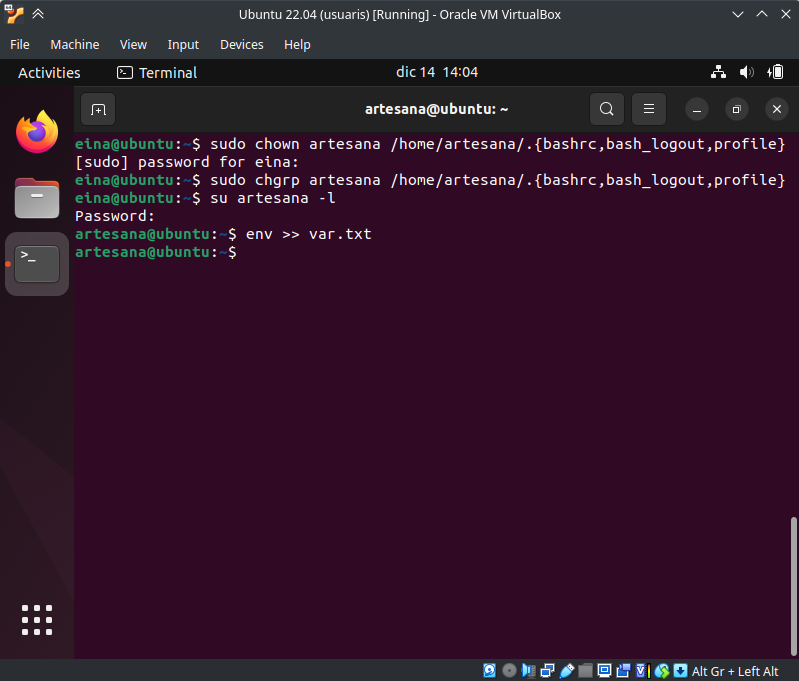 Ubuntu 22.04 (usuaris) [Running] - Oracle VM VirtualBox
File Machine View Input Devices Help
Activities Terminal dic 14 14:04
artesana@ubuntu: ~
eina@ubuntu:~$ sudo chown artesana /home/artesana/.{bashrc,bash_logout,profile}
[sudo] password for eina:
eina@ubuntu:~$ sudo chgrp artesana /home/artesana/.{bashrc,bash_logout,profile}
eina@ubuntu:~$ su artesana -l
Password:
artesana@ubuntu:~$ env >> var.txt
artesana@ubuntu:~$
Alt Gr + Left Alt